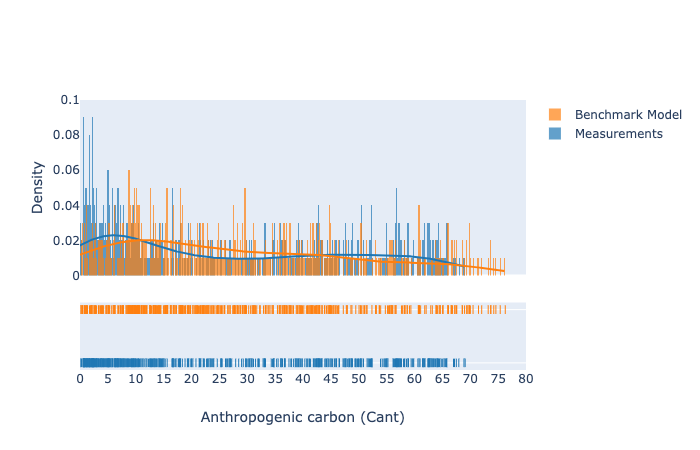 0.1
0.08
0.06
0.04
0.02
0
Density
Benchmark Model
Measurements
0 5 10 15 20 25 30 35 40 45 50 55 60 65 70 75 80
Anthropogenic carbon (Cant)